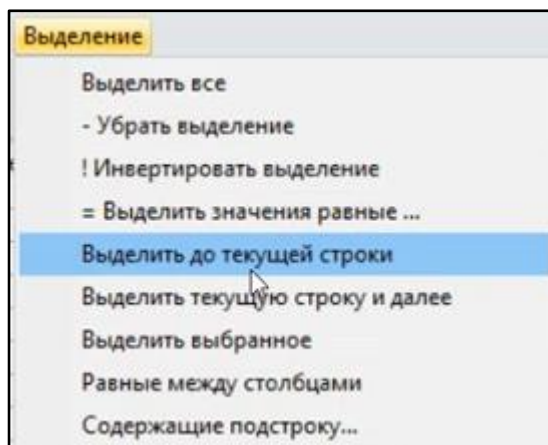 Выделение
Выделить все
- Убрать выделение
! Инвертировать выделение
= Выделить значения равные ...
Выделить до текущей строки
Выделить текущую строку и далее
Выделить выбранное
Равные между столбцами
Содержащие подстроку...